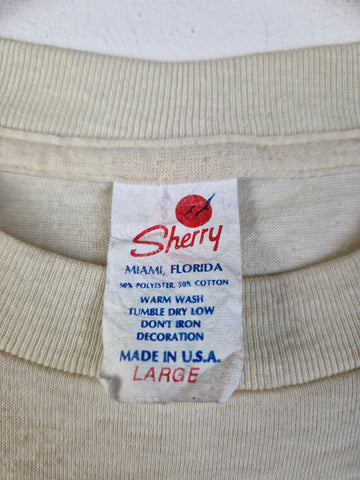 Sherry
MIAMI, FLORIDA
50% POLYESTER, 50% COTTON
WARM WASH
TUMBLE DRY LOW
DON'T IRON
DECORATION
MADE IN U.S.A.
LARGE